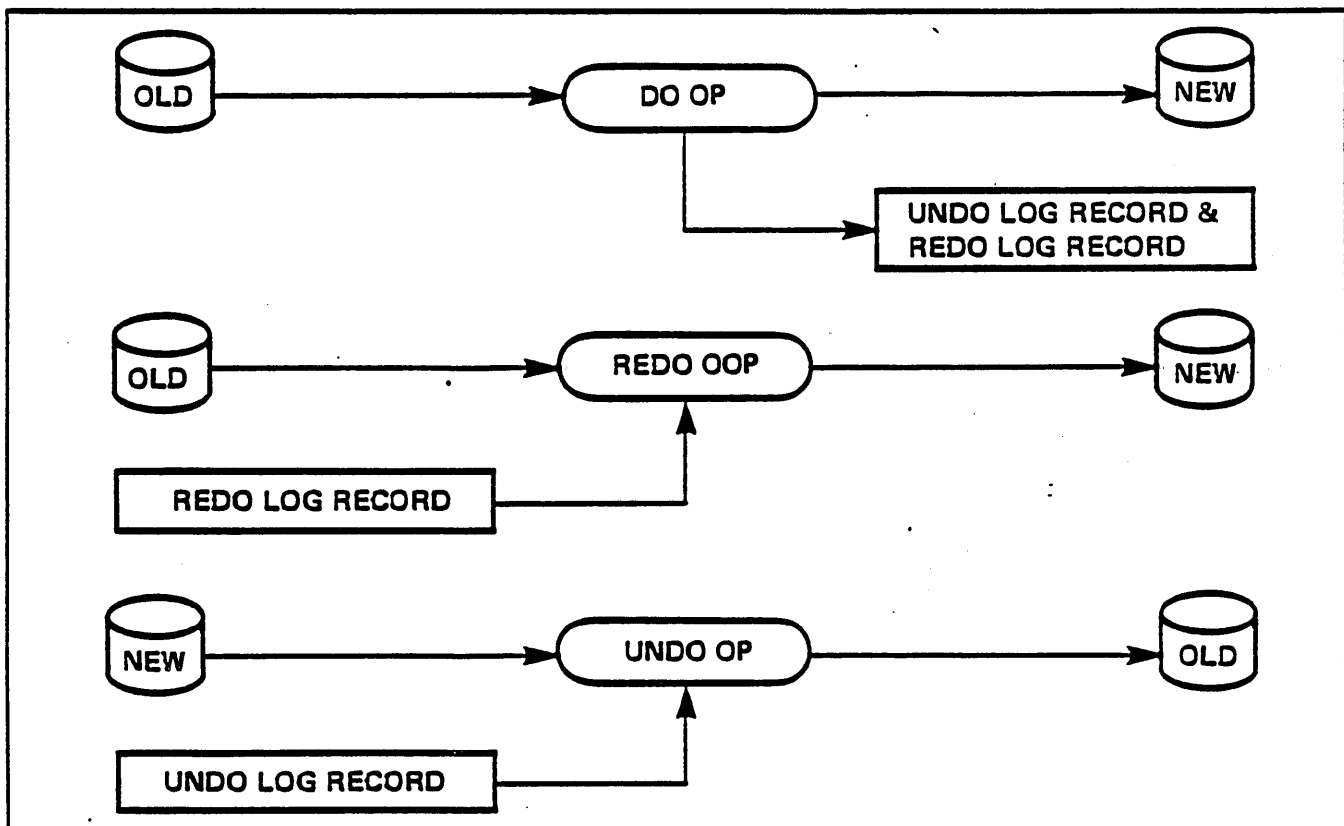 OLD
DO OP
NEW
UNDO LOG RECORD &
REDO LOG RECORD
OLD
REDO OOP
NEW
REDO LOG RECORD
NEW
UNDO OP
OLD
UNDO LOG RECORD